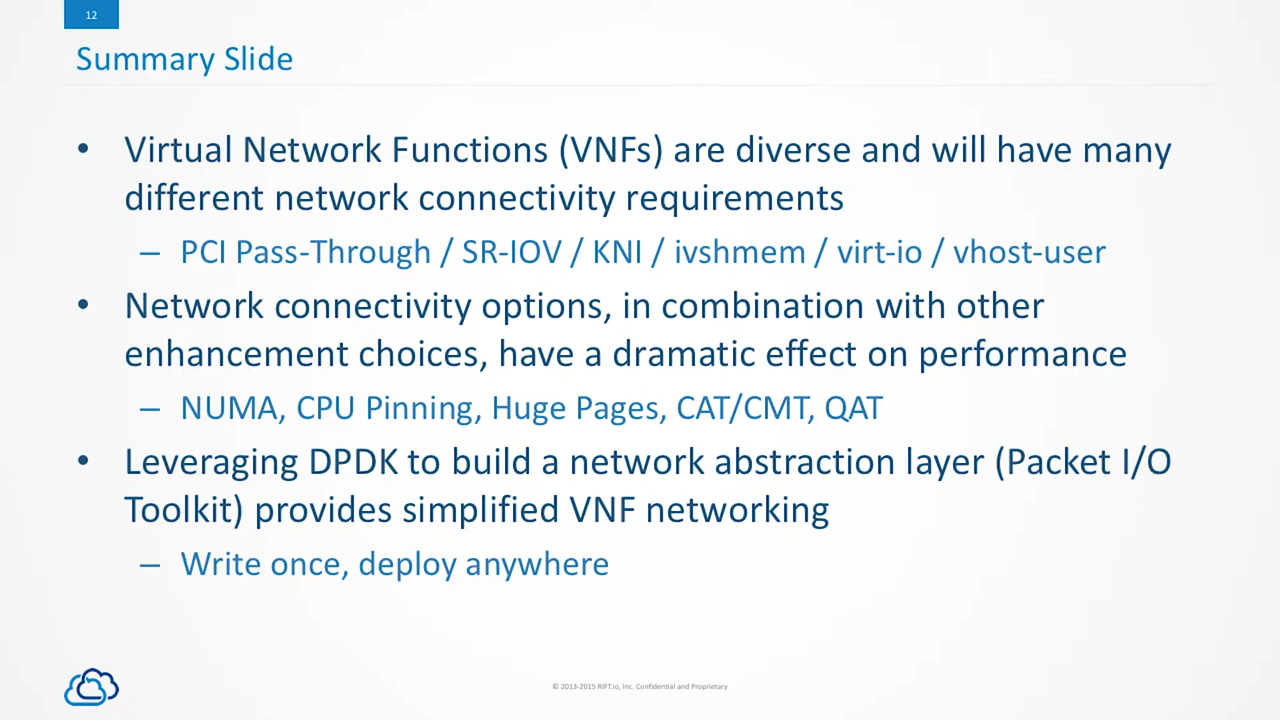 12
Summary Slide
• Virtual Network Functions (VNFs) are diverse and will have many
different network connectivity requirements
– PCI Pass-Through / SR-IOV / KNI / ivshmem / virt-io / vhost-user
• Network connectivity options, in combination with other
enhancement choices, have a dramatic effect on performance
– NUMA, CPU Pinning, Huge Pages, CAT/CMT, QAT
• Leveraging DPDK to build a network abstraction layer (Packet I/O
Toolkit) provides simplified VNF networking
– Write once, deploy anywhere
© 2013-2015 RIFT.io, Inc. Confidential and Proprietary